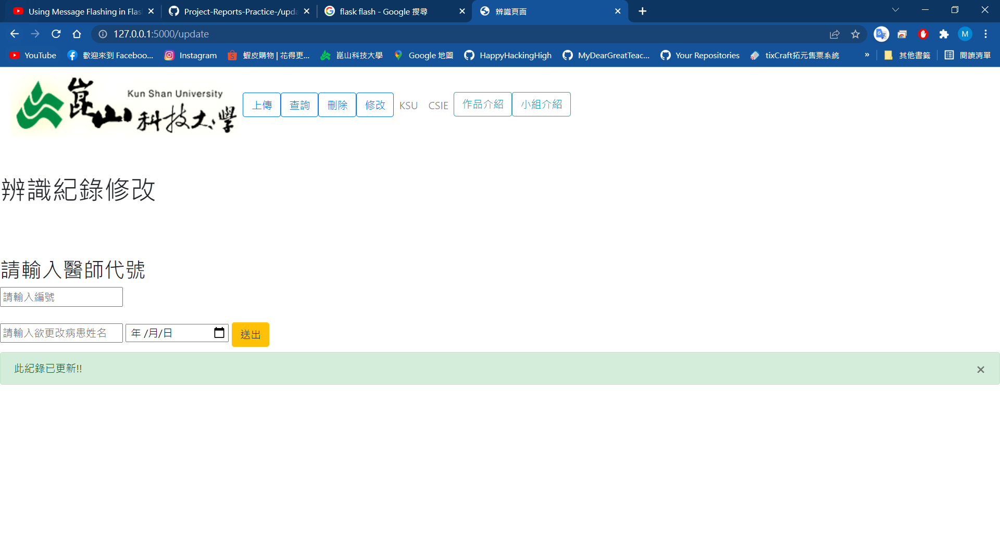 Using Message Flashing in Flas
Project-Reports-Practice-/upda
flask flash - Google 搜尋
辨識頁面
127.0.0.1:5000/update
M
YouTube
歡迎來到 Faceboo...
Instagram
蝦皮購物 | 花得更...
崑山科技大學
Google 地圖
HappyHackingHigh
MyDearGreatTeac...
Your Repositories
tixCraft拓元售票系統
»
其他書籤
閱讀清單
Kun Shan University
崑山科技大學
上傳
查詢
刪除
修改
KSU
CSIE
作品介紹
小組介紹
辨識紀錄修改
請輸入醫師代號
請輸入編號
請輸入欲更改病患姓名
年 /月/日
送出
此紀錄已更新!!
×